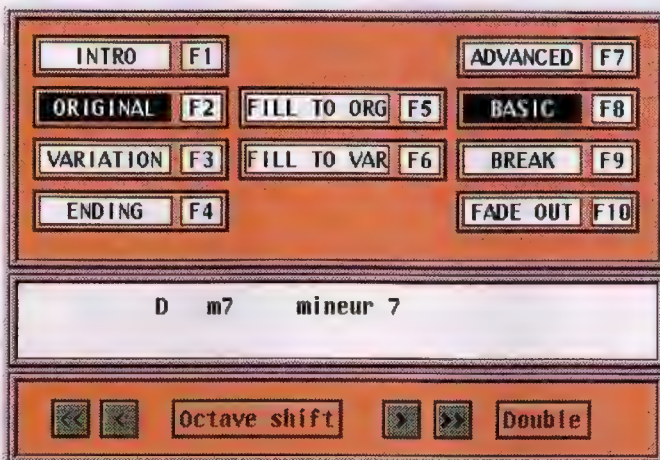 INTRO F1 ADVANCED F7
ORIGINAL F2 FILL TO ORG F5 BASIC F8
VARIATION F3 FILL TO VAR F6 BREAK F9
ENDING F4 FADE OUT F10
D m7 mineur 7
<< < Octave shift > >> Double